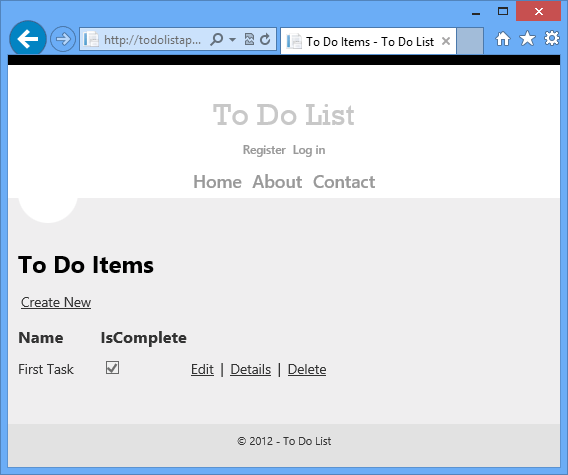 http://todolistap...
To Do Items - To Do List
To Do List
Register Log in
Home About Contact
To Do Items
Create New
Name IsComplete
First Task Edit | Details | Delete
© 2012 - To Do List